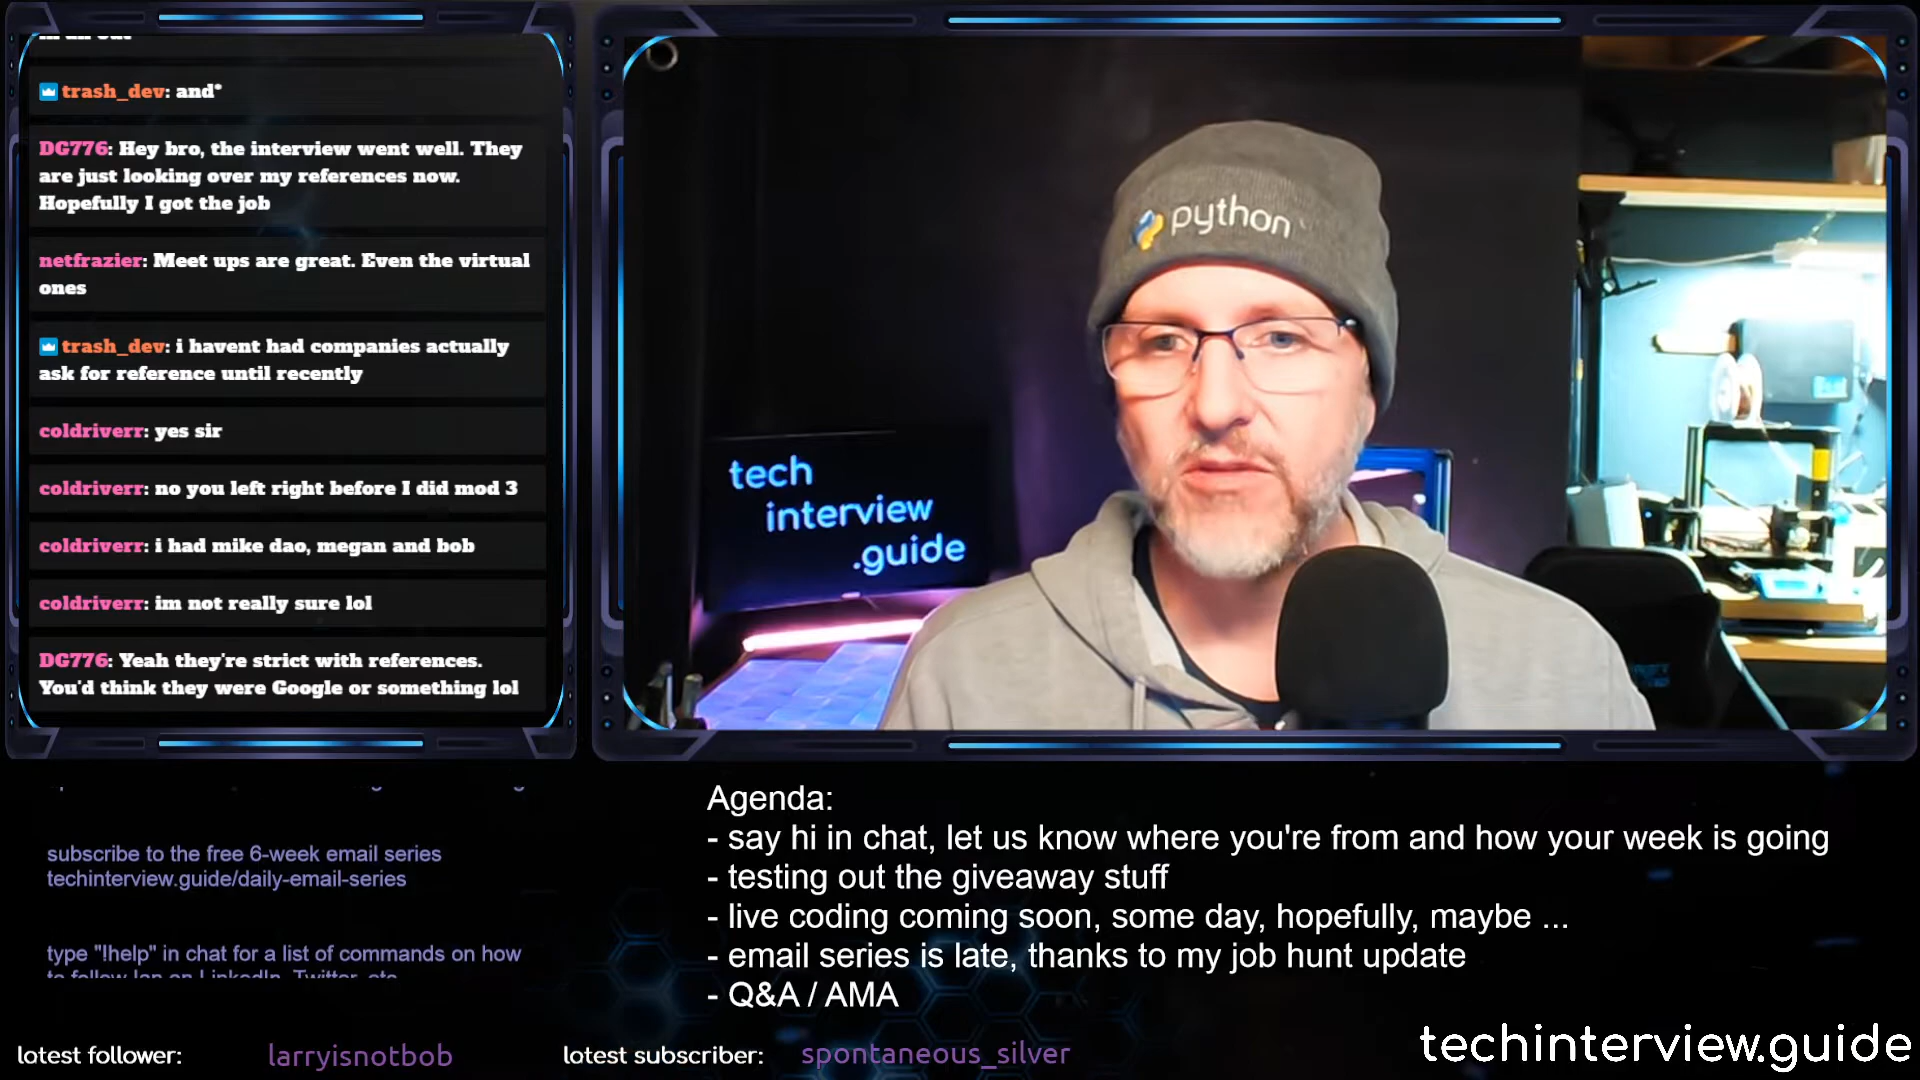 trash_dev: and*
DG776: Hey bro, the interview went well. They
are just looking over my references now.
Hopefully I got the job
netfrazier: Meet ups are great. Even the virtual
ones
trash_dev: i havent had companies actually
ask for reference until recently
coldriverr: yes sir
coldriverr: no you left right before I did mod 3
coldriverr: i had mike dao, megan and bob
coldriverr: im not really sure lol
DG776: Yeah they're strict with references.
You'd think they were Google or something lol
python
tech
interview
.guide
subscribe to the free 6-week email series
techinterview.guide/daily-email-series
type "!help" in chat for a list of commands on how
to follow Ian on LinkedIn, Twitter, etc
Agenda:
- say hi in chat, let us know where you're from and how your week is going
- testing out the giveaway stuff
- live coding coming soon, some day, hopefully, maybe ...
- email series is late, thanks to my job hunt update
- Q&A / AMA
latest follower: larryisnotbob
latest subscriber: spontaneous_silver
techinterview.guide